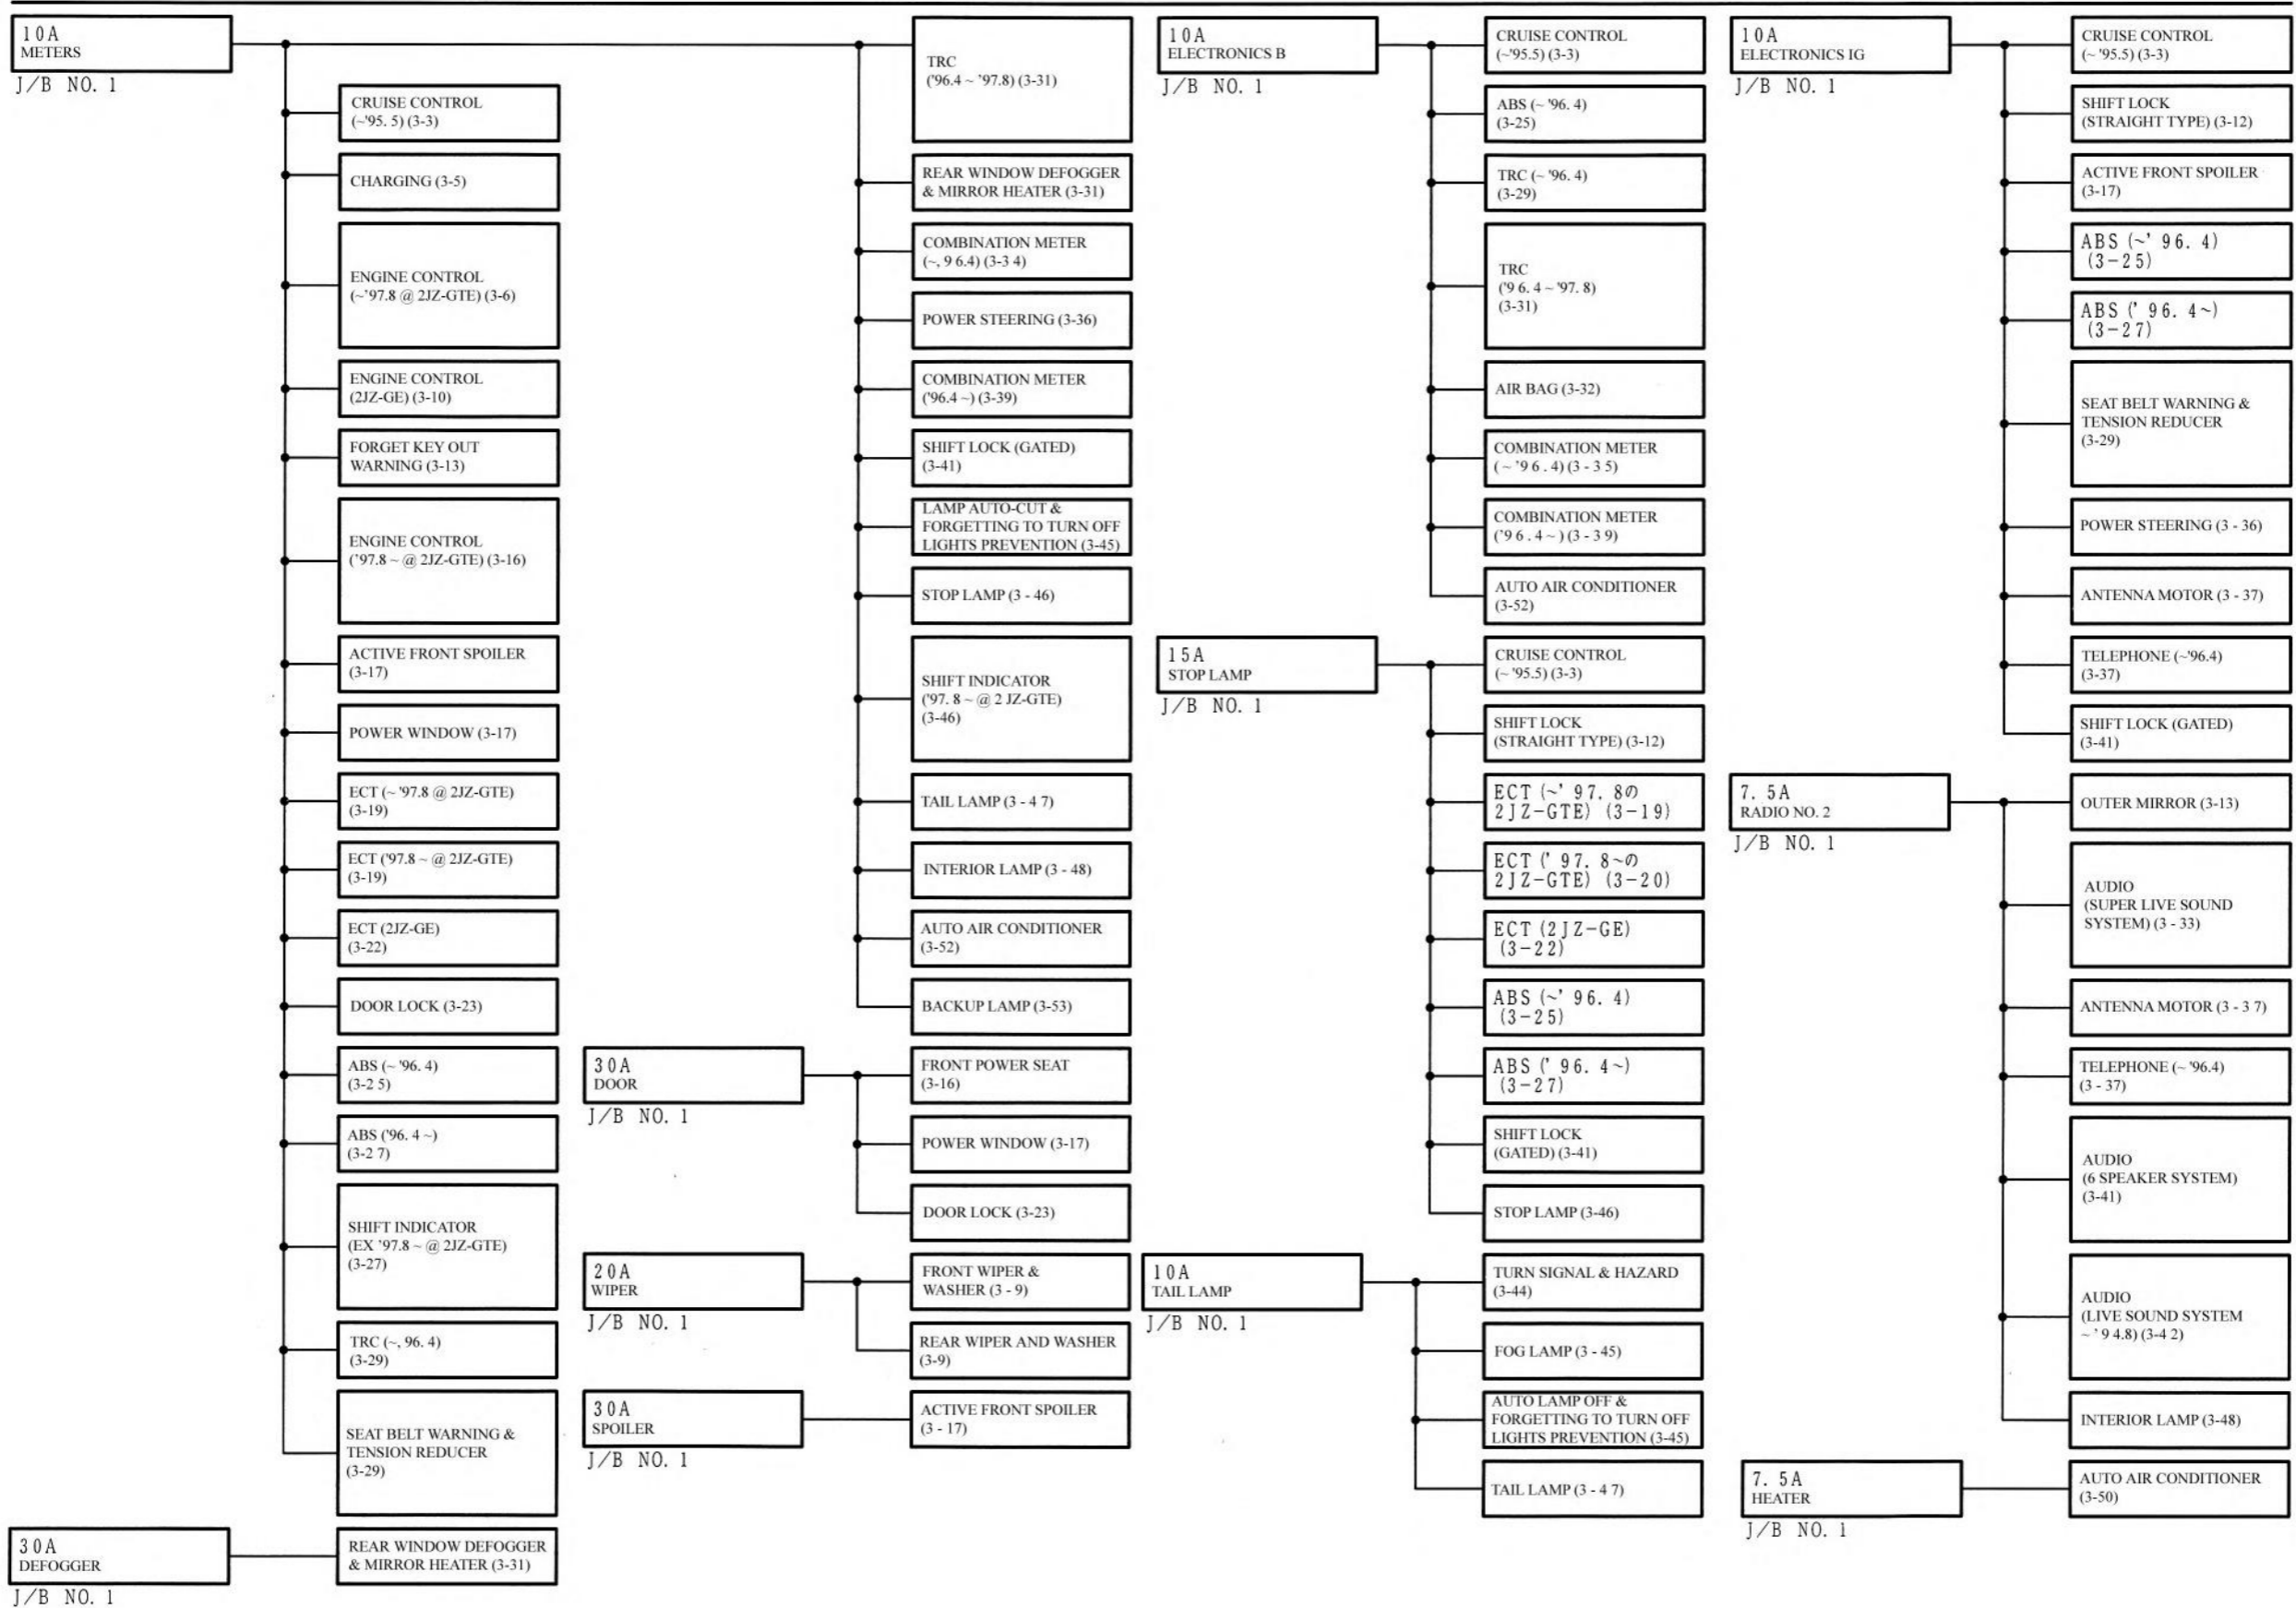 10A
METERS
J/B NO. 1
CRUISE CONTROL
(~'95. 5) (3-3)
CHARGING (3-5)
ENGINE CONTROL
(~'97.8 @ 2JZ-GTE) (3-6)
ENGINE CONTROL
(2JZ-GE) (3-10)
FORGET KEY OUT
WARNING (3-13)
ENGINE CONTROL
('97.8 ~ @ 2JZ-GTE) (3-16)
ACTIVE FRONT SPOILER
(3-17)
POWER WINDOW (3-17)
ECT (~ '97.8 @ 2JZ-GTE)
(3-19)
ECT ('97.8 ~ @ 2JZ-GTE)
(3-19)
ECT (2JZ-GE)
(3-22)
DOOR LOCK (3-23)
ABS (~ '96. 4)
(3-2 5)
ABS ('96. 4 ~)
(3-2 7)
SHIFT INDICATOR
(EX '97.8 ~ @ 2JZ-GTE)
(3-27)
TRC (~, 96. 4)
(3-29)
SEAT BELT WARNING &
TENSION REDUCER
(3-29)
30A
DEFOGGER
J/B NO. 1
REAR WINDOW DEFOGGER
& MIRROR HEATER (3-31)
TRC
('96.4 ~ '97.8) (3-31)
REAR WINDOW DEFOGGER
& MIRROR HEATER (3-31)
COMBINATION METER
(~, 9 6.4) (3-3 4)
POWER STEERING (3-36)
COMBINATION METER
('96.4 ~) (3-39)
SHIFT LOCK (GATED)
(3-41)
LAMP AUTO-CUT &
FORGETTING TO TURN OFF
LIGHTS PREVENTION (3-45)
STOP LAMP (3 - 46)
SHIFT INDICATOR
('97. 8 ~ @ 2 JZ-GTE)
(3-46)
TAIL LAMP (3 - 4 7)
INTERIOR LAMP (3 - 48)
AUTO AIR CONDITIONER
(3-52)
BACKUP LAMP (3-53)
30A
DOOR
J/B NO. 1
FRONT POWER SEAT
(3-16)
POWER WINDOW (3-17)
DOOR LOCK (3-23)
20A
WIPER
J/B NO. 1
FRONT WIPER &
WASHER (3 - 9)
REAR WIPER AND WASHER
(3-9)
30A
SPOILER
J/B NO. 1
ACTIVE FRONT SPOILER
(3 - 17)
10A
ELECTRONICS B
J/B NO. 1
CRUISE CONTROL
(~'95.5) (3-3)
ABS (~ '96. 4)
(3-25)
TRC (~ '96. 4)
(3-29)
TRC
('9 6. 4 ~ '97. 8)
(3-31)
AIR BAG (3-32)
COMBINATION METER
( ~ '9 6 . 4) (3 - 3 5)
COMBINATION METER
('9 6 . 4 ~ ) (3 - 3 9)
AUTO AIR CONDITIONER
(3-52)
15A
STOP LAMP
J/B NO. 1
CRUISE CONTROL
(~ '95.5) (3-3)
SHIFT LOCK
(STRAIGHT TYPE) (3-12)
ECT (~' 97. 8の
2JZ-GTE) (3-19)
ECT (' 97. 8~の
2JZ-GTE) (3-20)
ECT (2JZ-GE)
(3-22)
ABS (~' 96. 4)
(3-25)
ABS (' 96. 4~)
(3-27)
SHIFT LOCK
(GATED) (3-41)
STOP LAMP (3-46)
10A
TAIL LAMP
J/B NO. 1
TURN SIGNAL & HAZARD
(3-44)
FOG LAMP (3 - 45)
AUTO LAMP OFF &
FORGETTING TO TURN OFF
LIGHTS PREVENTION (3-45)
TAIL LAMP (3 - 4 7)
10A
ELECTRONICS IG
J/B NO. 1
CRUISE CONTROL
(~ '95.5) (3-3)
SHIFT LOCK
(STRAIGHT TYPE) (3-12)
ACTIVE FRONT SPOILER
(3-17)
ABS (~' 96. 4)
(3-25)
ABS (' 96. 4~)
(3-27)
SEAT BELT WARNING &
TENSION REDUCER
(3-29)
POWER STEERING (3 - 36)
ANTENNA MOTOR (3 - 37)
TELEPHONE (~'96.4)
(3-37)
SHIFT LOCK (GATED)
(3-41)
7. 5A
RADIO NO. 2
J/B NO. 1
OUTER MIRROR (3-13)
AUDIO
(SUPER LIVE SOUND
SYSTEM) (3 - 33)
ANTENNA MOTOR (3 - 3 7)
TELEPHONE (~ '96.4)
(3 - 37)
AUDIO
(6 SPEAKER SYSTEM)
(3-41)
AUDIO
(LIVE SOUND SYSTEM
~ ' 9 4.8) (3-4 2)
INTERIOR LAMP (3-48)
7. 5A
HEATER
J/B NO. 1
AUTO AIR CONDITIONER
(3-50)